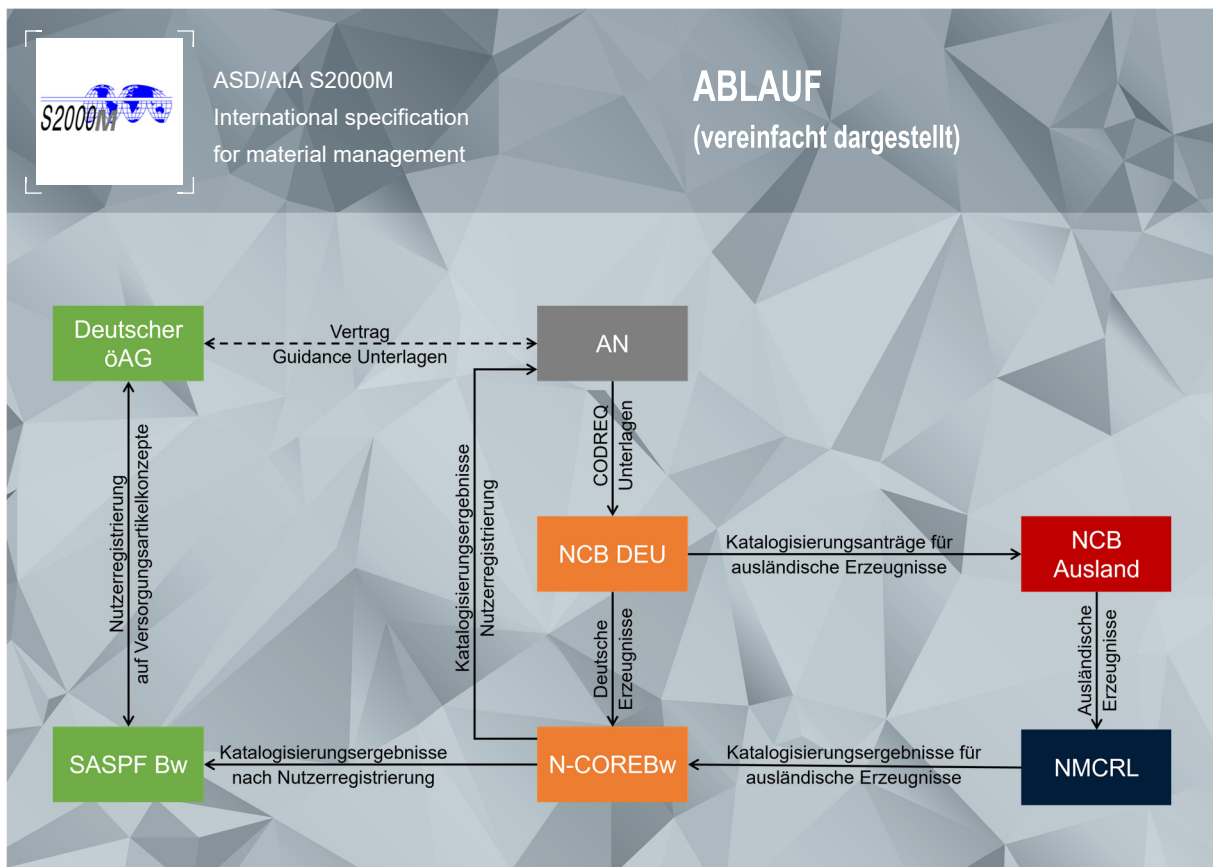 S2000M
ASD/AIA S2000M
International specification
for material management
ABLAUF
(vereinfacht dargestellt)
Deutscher
öAG
Vertrag
Guidance Unterlagen
AN
Nutzerregistrierung
auf Versorgungsartikelkonzepte
Katalogisierungsergebnisse
Nutzerregistrierung
CODREQ
Unterlagen
NCB DEU
Katalogisierungsanträge für
ausländische Erzeugnisse
NCB
Ausland
Deutsche
Erzeugnisse
Ausländische
Erzeugnisse
SASPF Bw
Katalogisierungsergebnisse
nach Nutzerregistrierung
N-COREBw
Katalogisierungsergebnisse für
ausländische Erzeugnisse
NMCRL